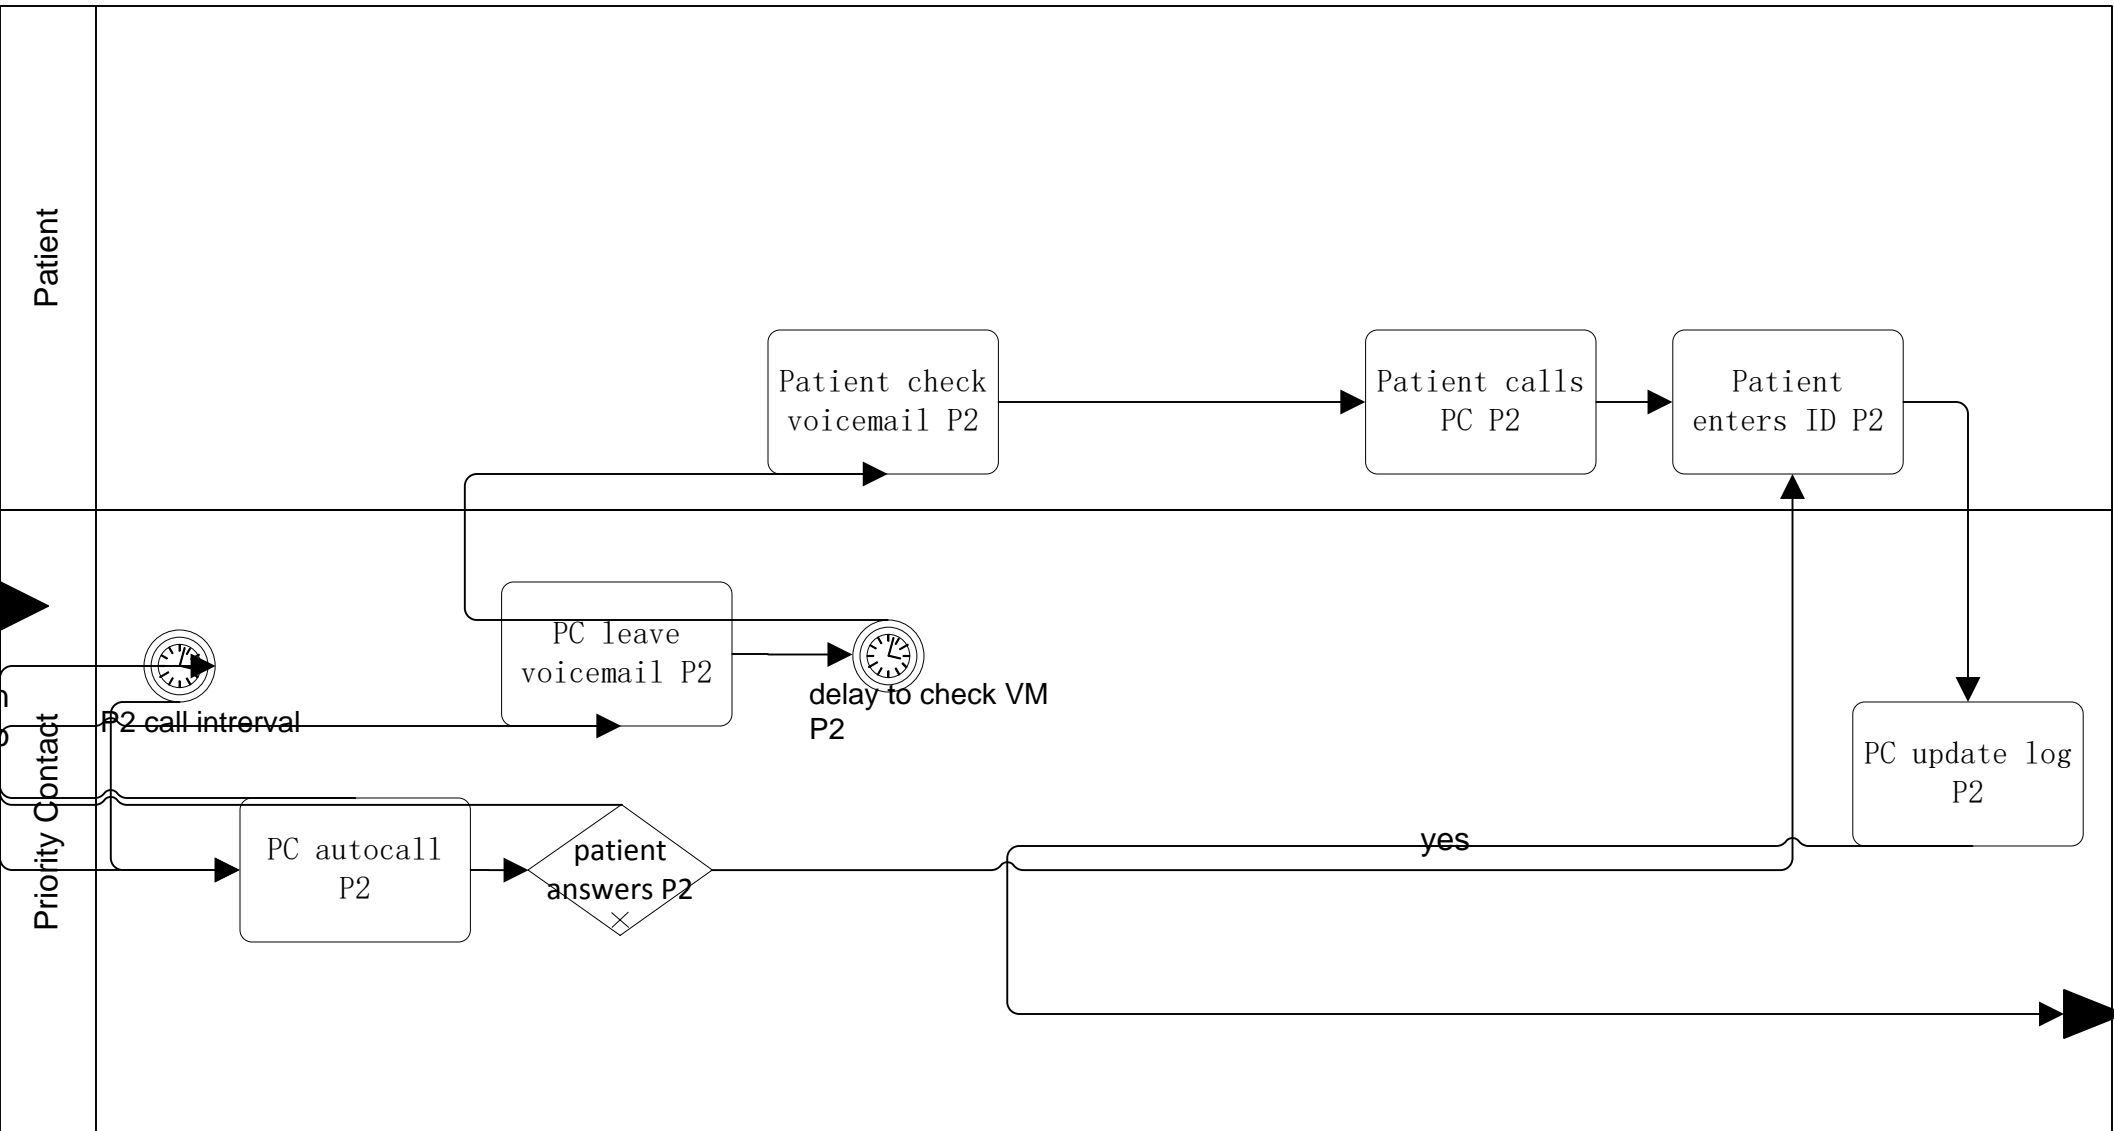 Patient
Patient check
voicemail P2
Patient calls
PC P2
Patient
enters ID P2
Priority Contact
PC leave
voicemail P2
delay to check VM
P2
P2 call intrerval
PC update log
P2
yes
PC autocall
P2
patient
answers P2